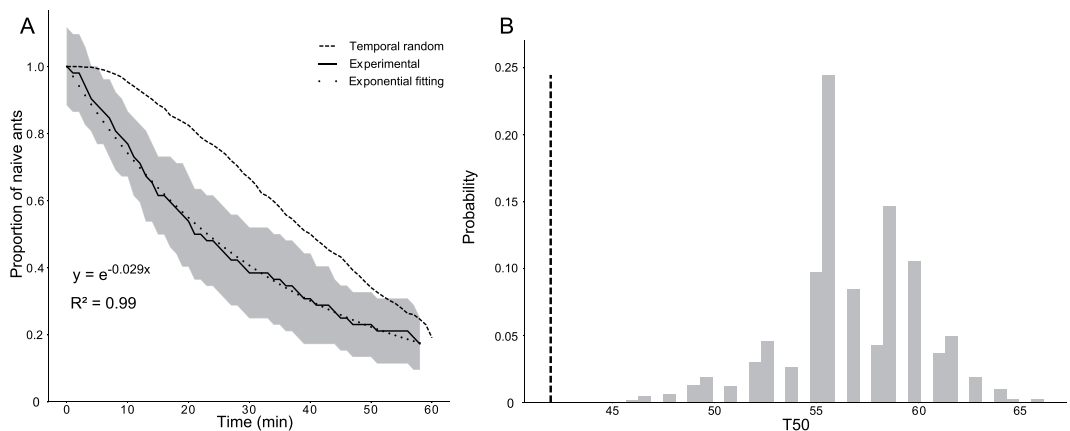 A
Temporal random
Experimental
Exponential fitting
Proportion of naive ants
1.0
0.8
0.6
0.4
0.2
0
y = e^-0.029x
R² = 0.99
0 10 20 30 40 50 60
Time (min)
B
Probability
0.25
0.20
0.15
0.10
0.05
0
45 50 55 60 65
T50